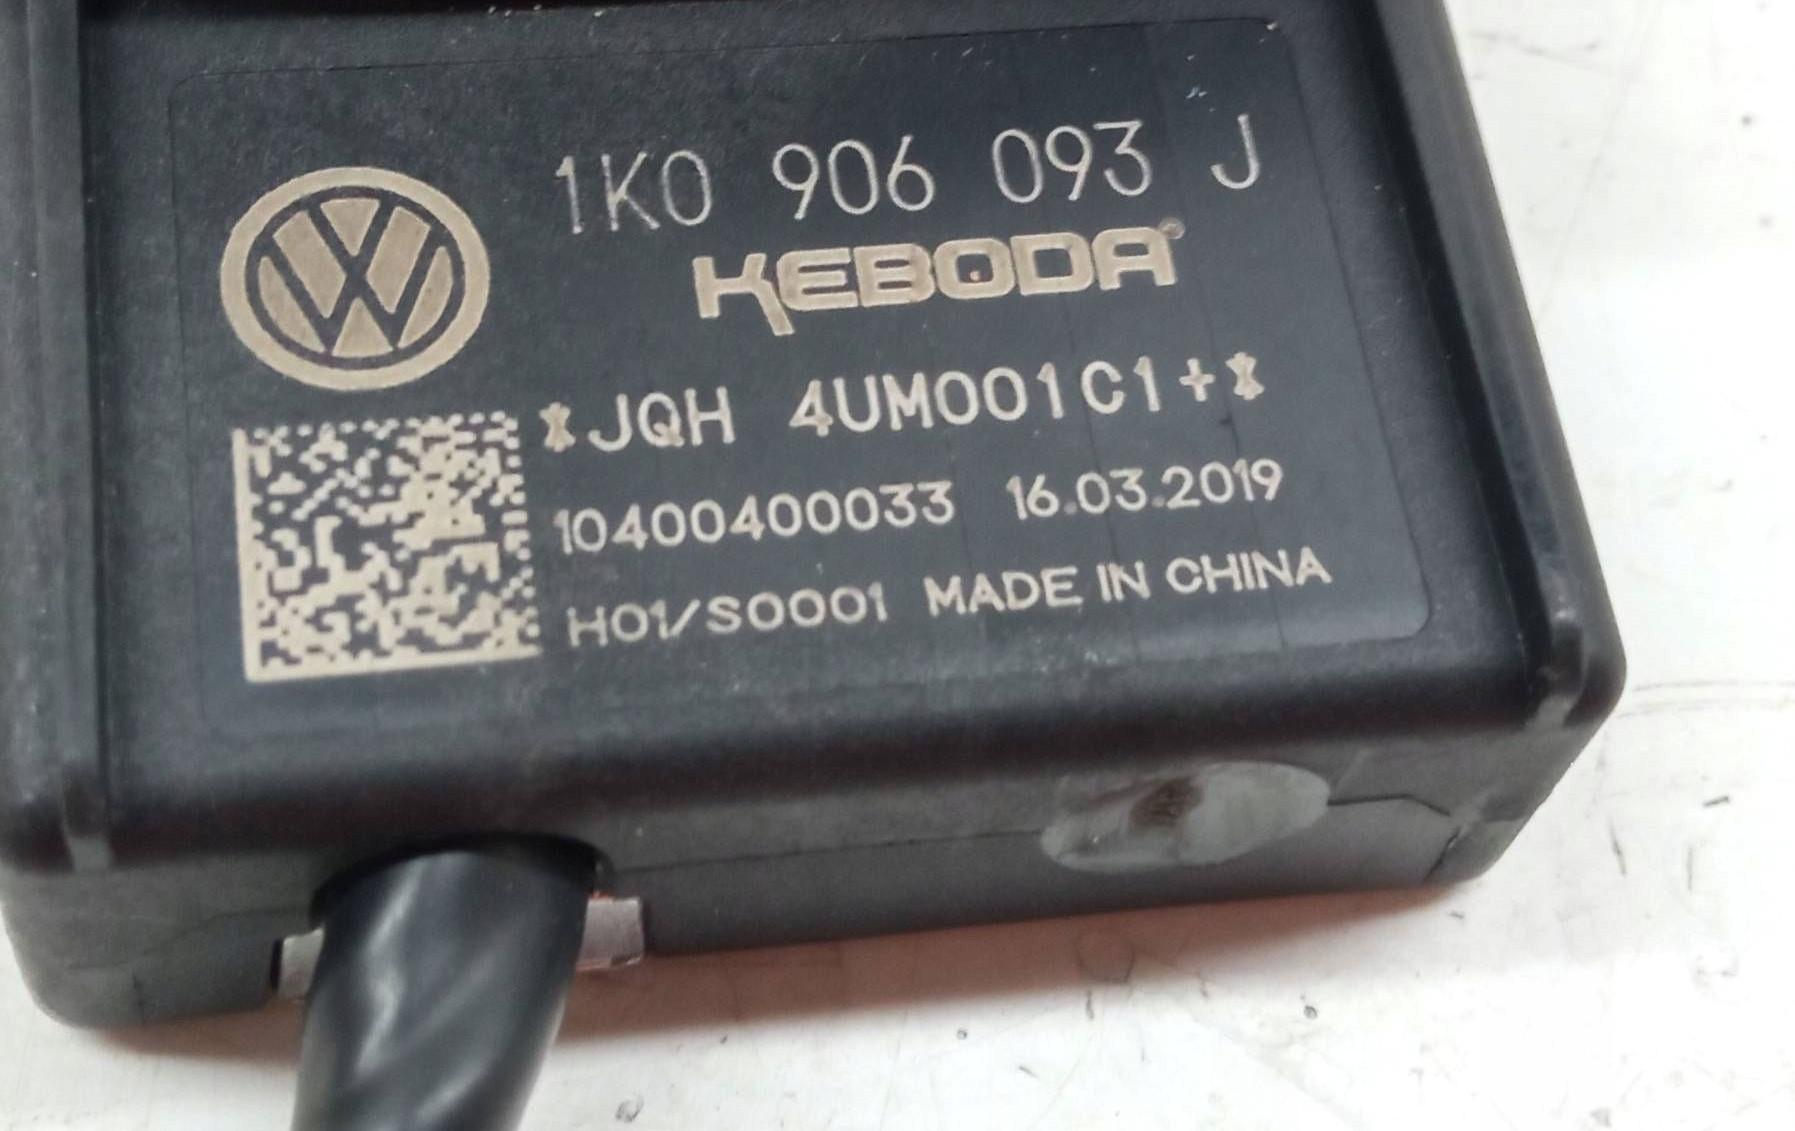 1K0 906 093 J
KEBODA
*JQH 4UM001C1+*
10400400033 16.03.2019
H01/S0001 MADE IN CHINA